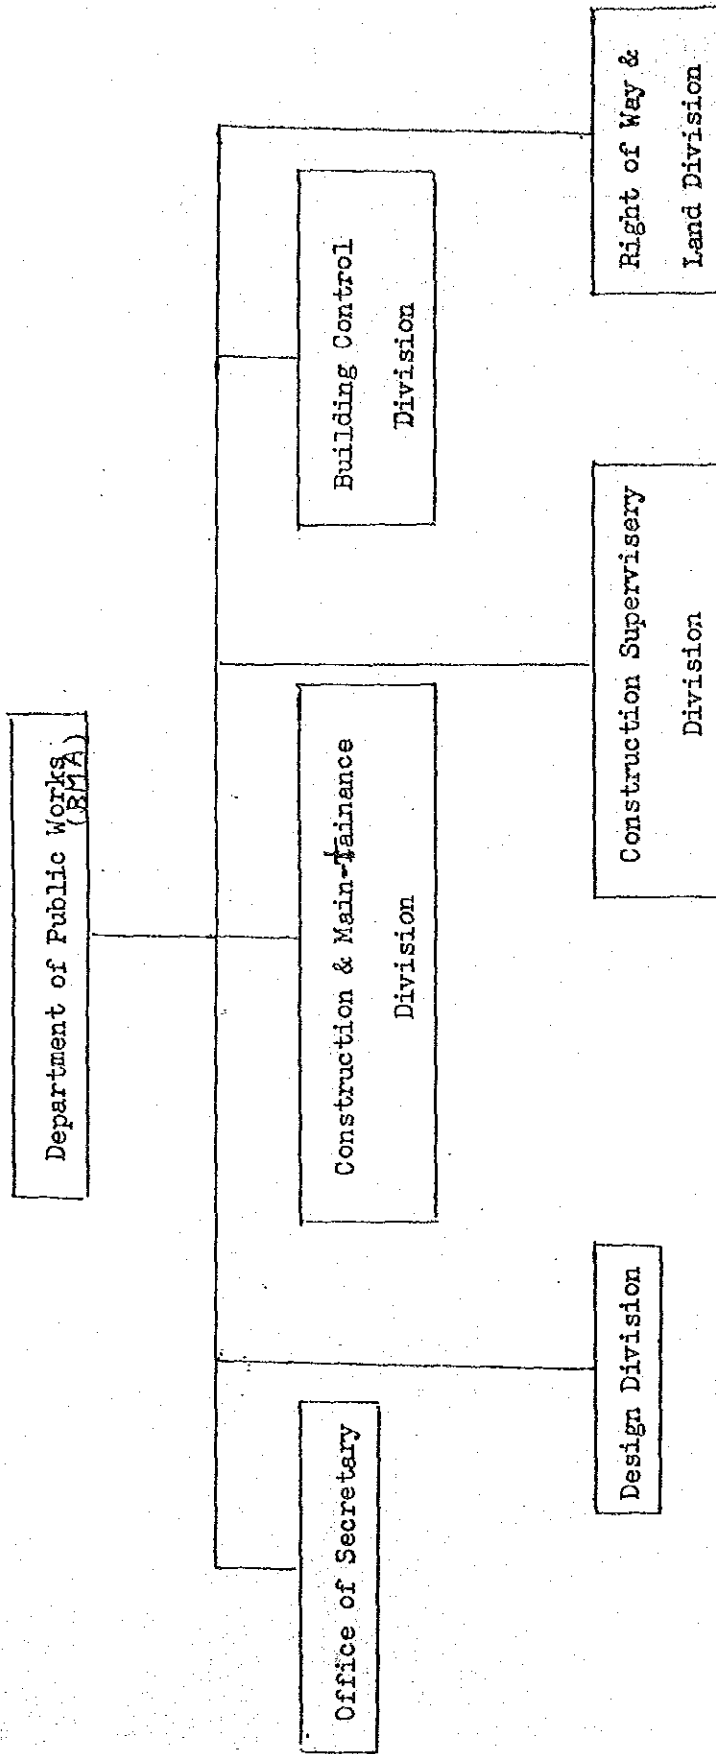 Department of Public Works
(BMA)
Office of Secretary
Construction & Main-tainance
Division
Building Control
Division
Design Division
Construction Supervisery
Division
Right of Way &
Land Division